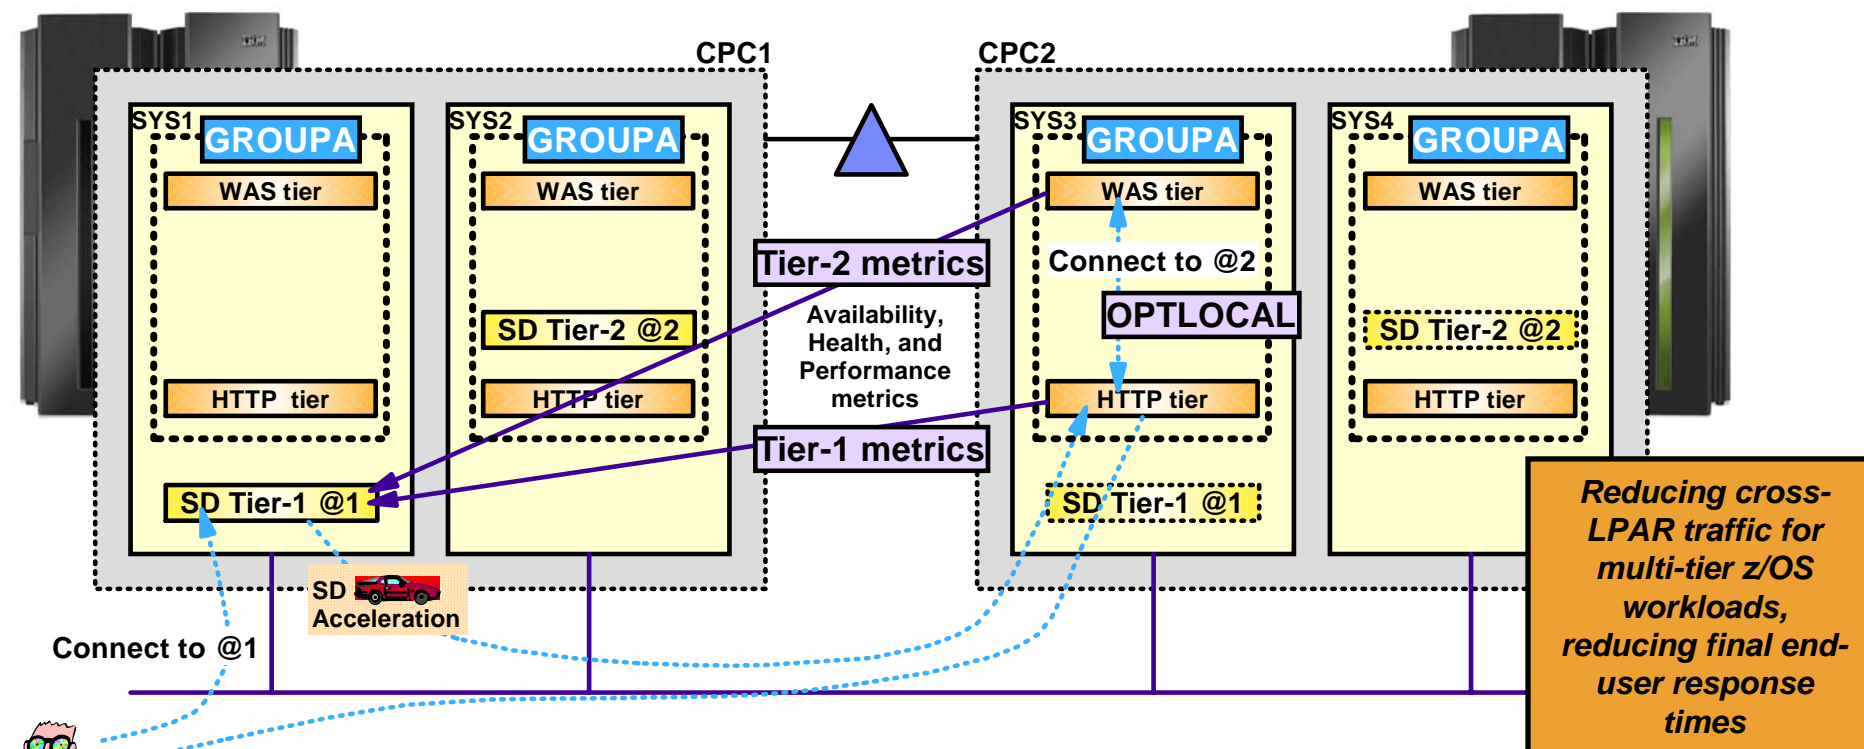 IBM
IBM
CPC1
CPC2
SYS1
GROUPA
WAS tier
HTTP tier
SD Tier-1 @1
SYS2
GROUPA
WAS tier
SD Tier-2 @2
HTTP tier
Tier-2 metrics
Availability,
Health, and
Performance
metrics
Tier-1 metrics
SYS3
GROUPA
WAS tier
Connect to @2
OPTLOCAL
HTTP tier
SD Tier-1 @1
SYS4
GROUPA
WAS tier
SD Tier-2 @2
HTTP tier
SD
Acceleration
Connect to @1
Reducing cross-
LPAR traffic for
multi-tier z/OS
workloads,
reducing final end-
user response
times